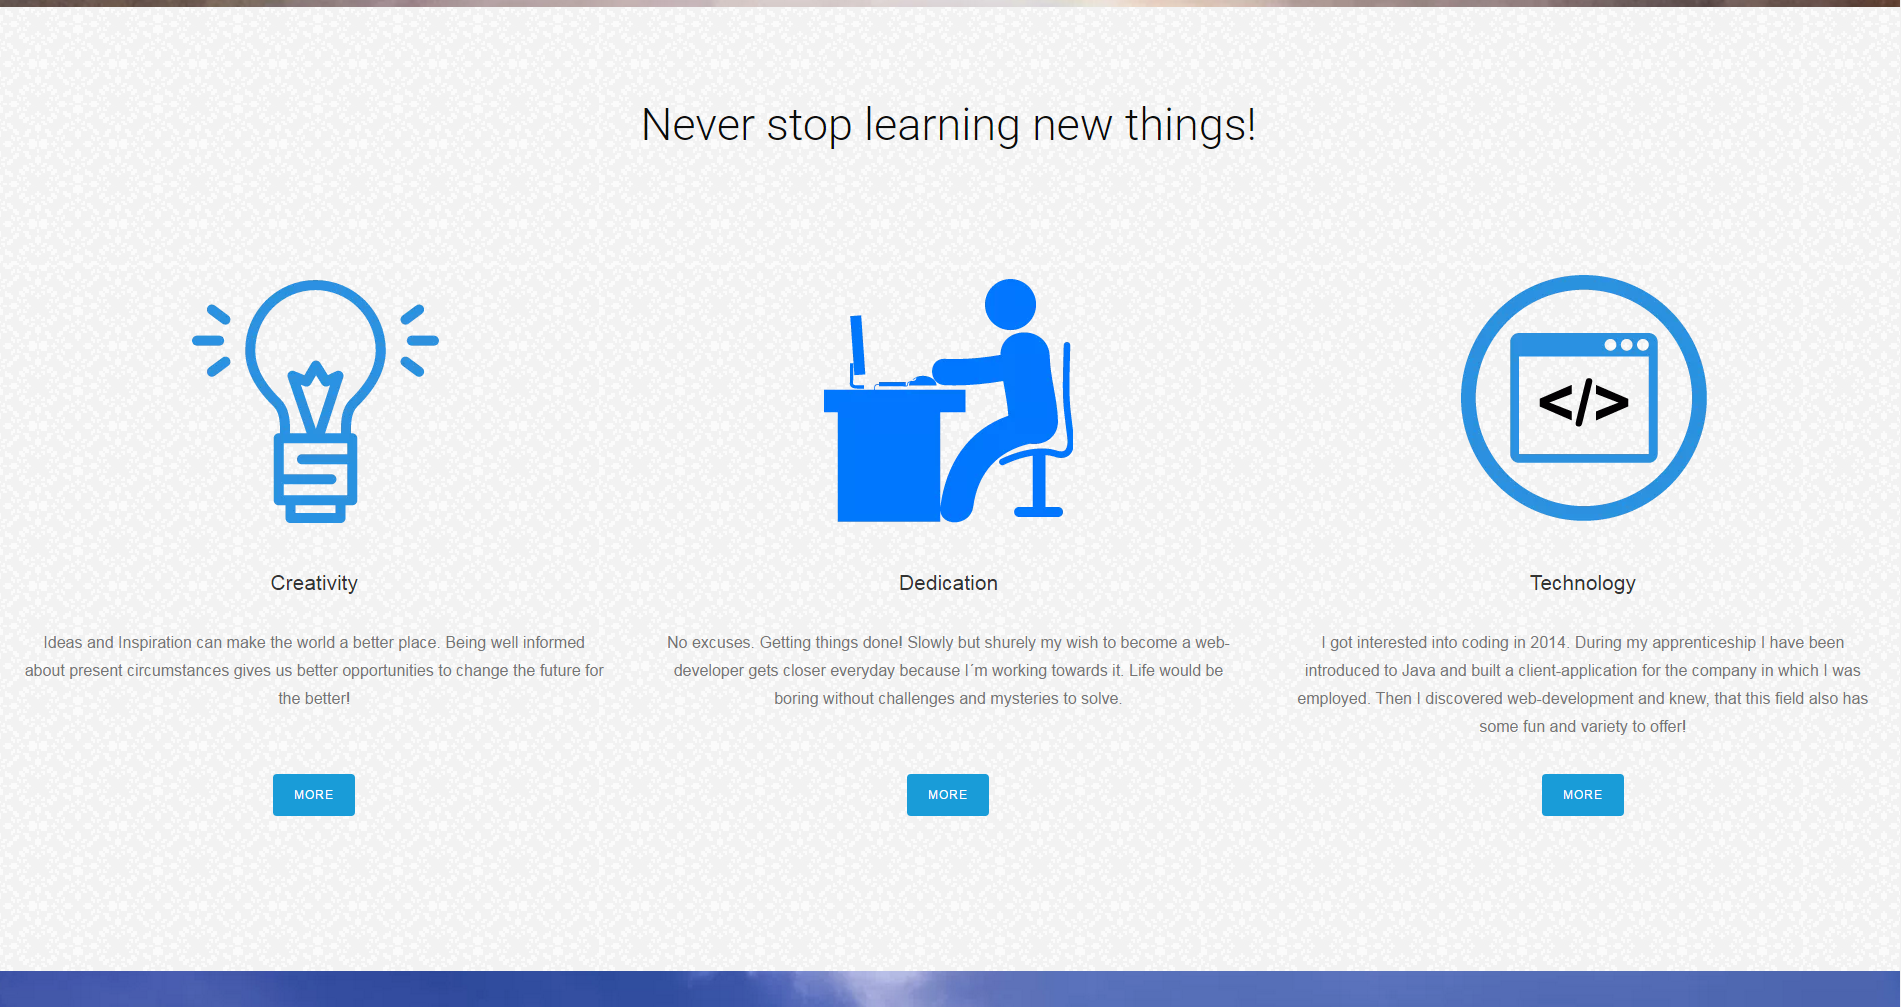 Never stop learning new things!
</>
Creativity
Ideas and Inspiration can make the world a better place. Being well informed
about present circumstances gives us better opportunities to change the future for
the better!
MORE
Dedication
No excuses. Getting things done! Slowly but shurely my wish to become a web-
developer gets closer everyday because I´m working towards it. Life would be
boring without challenges and mysteries to solve.
MORE
Technology
I got interested into coding in 2014. During my apprenticeship I have been
introduced to Java and built a client-application for the company in which I was
employed. Then I discovered web-development and knew, that this field also has
some fun and variety to offer!
MORE